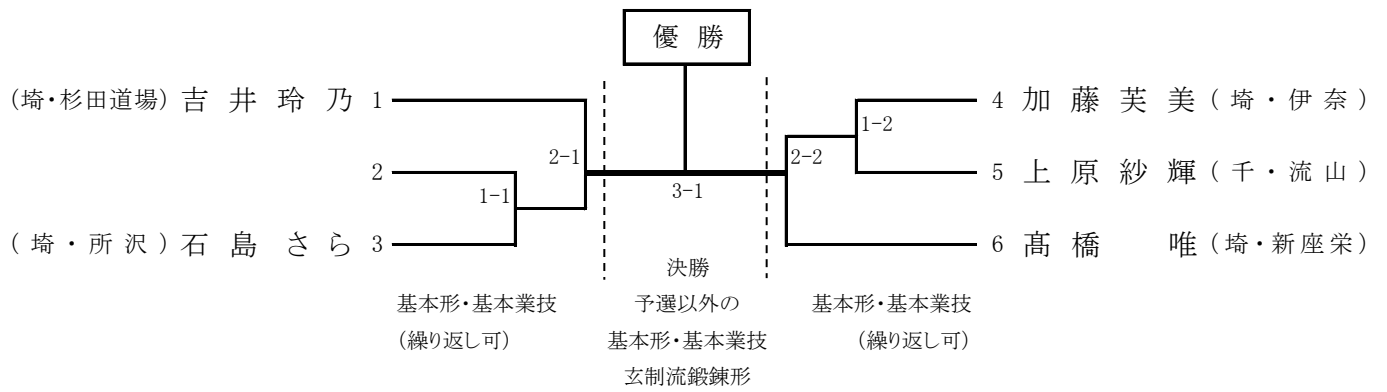 優勝
(埼・杉田道場) 吉井玲乃 1
4 加藤芙美 (埼・伊奈)
1-2
2-1
2-2
2
3-1
5 上原紗輝 (千・流山)
1-1
(埼・所沢) 石島さら 3
6 髙橋 唯 (埼・新座栄)
決勝
基本形・基本業技
予選以外の
基本形・基本業技
(繰り返し可)
基本形・基本業技
(繰り返し可)
玄制流鍛錬形